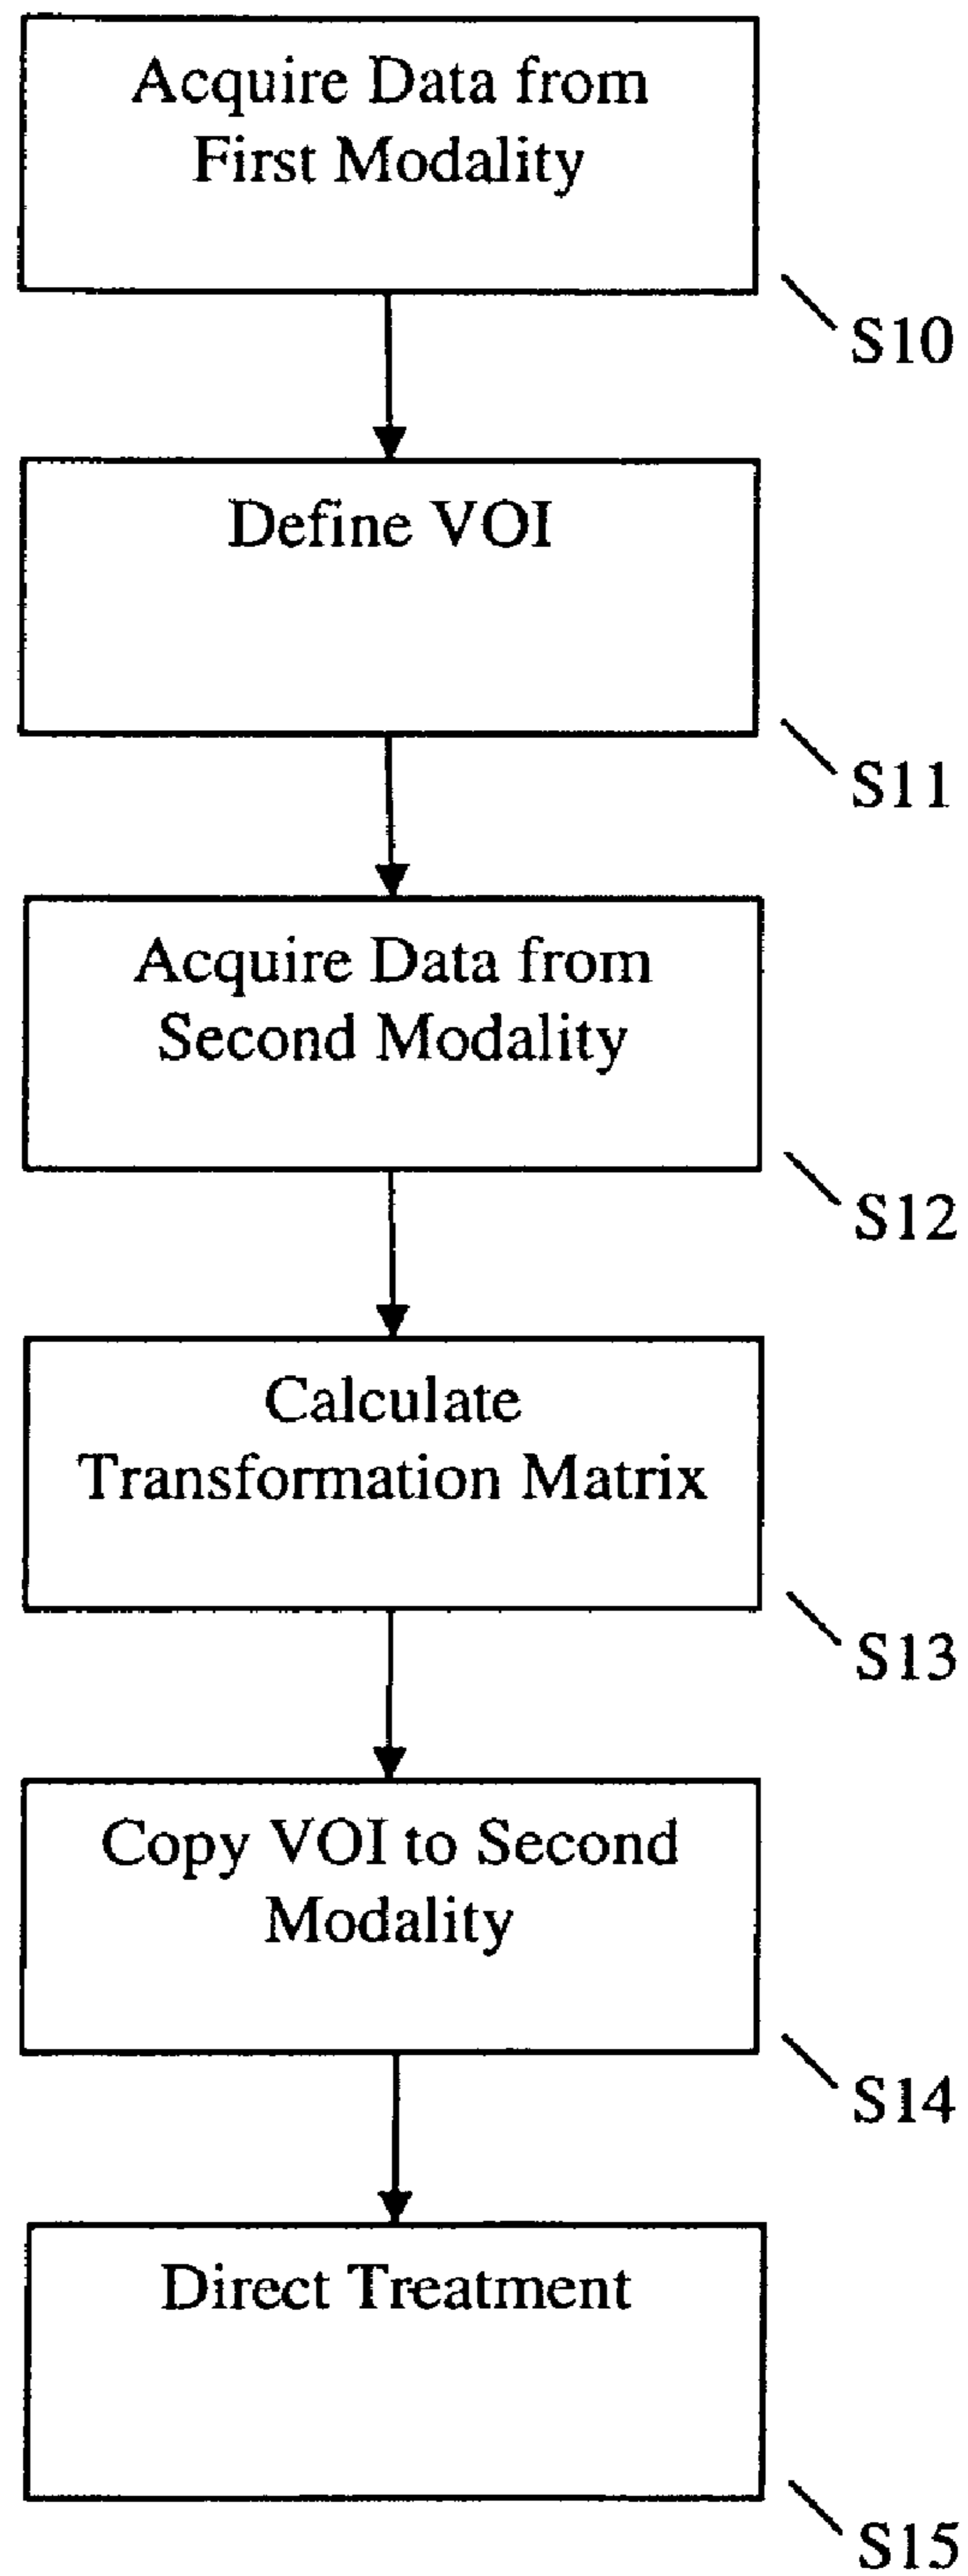 Acquire Data from
First Modality
S10
Define VOI
S11
Acquire Data from
Second Modality
S12
Calculate
Transformation Matrix
S13
Copy VOI to Second
Modality
S14
Direct Treatment
S15